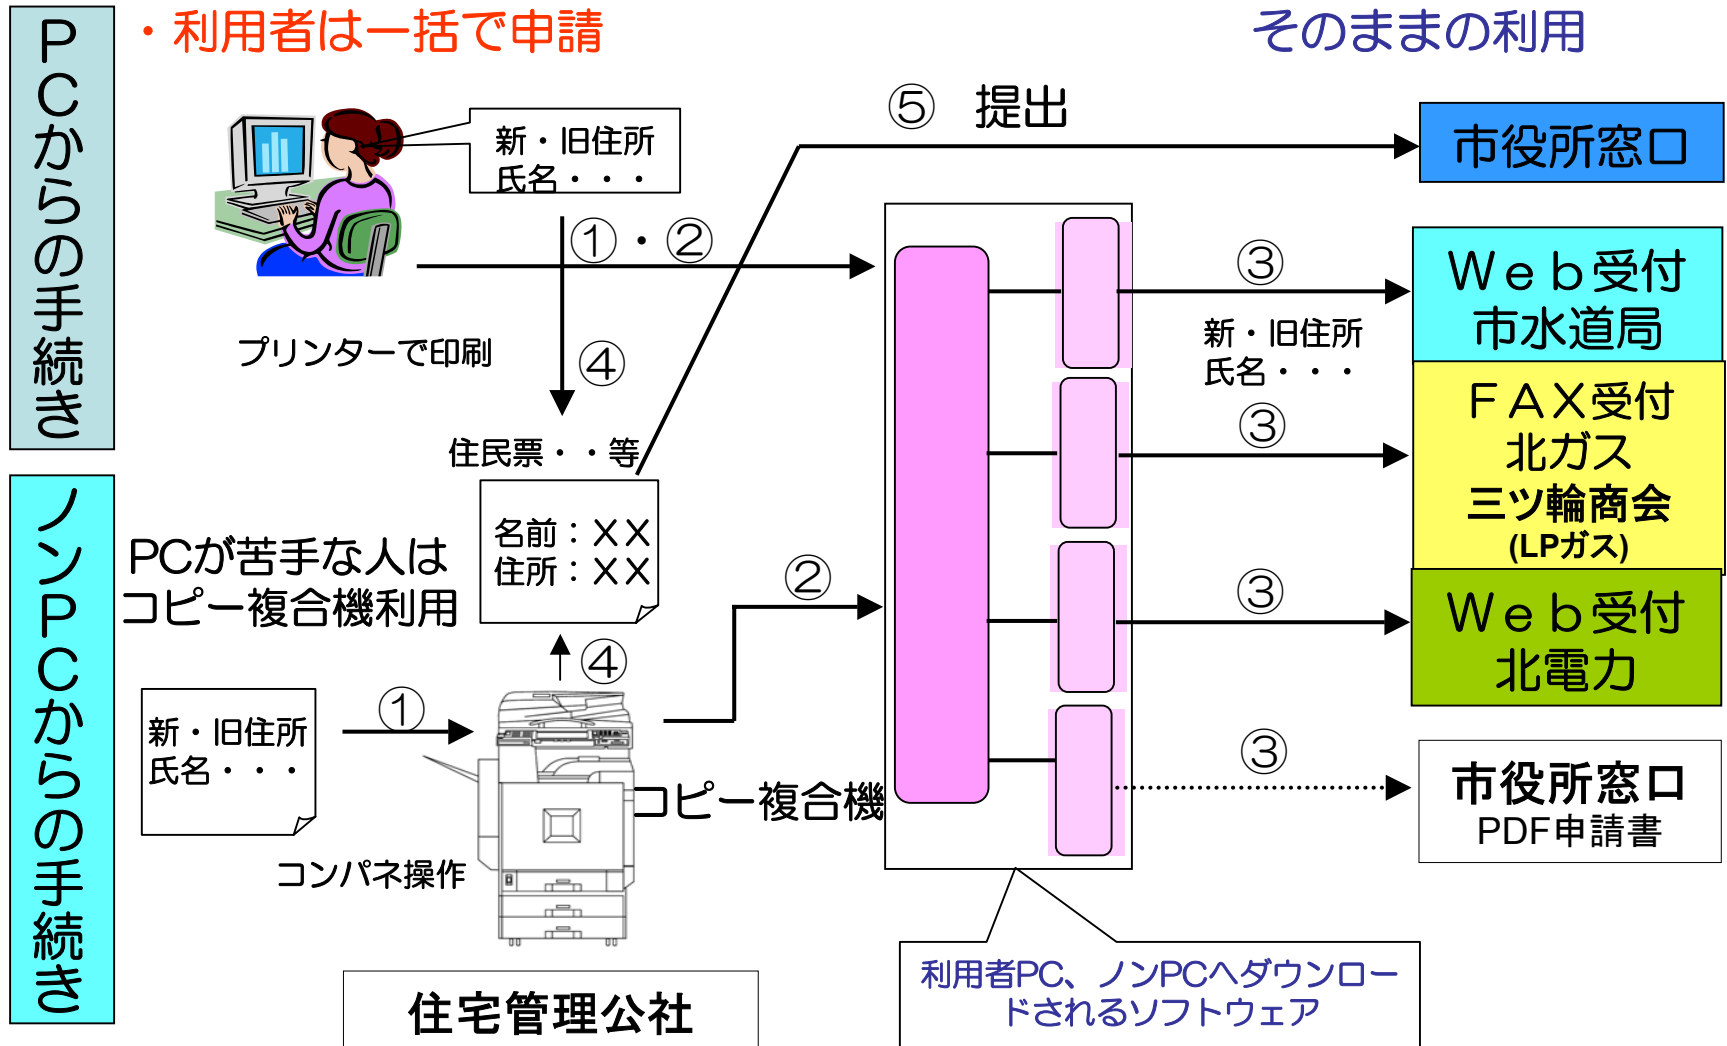 PCからの手続き
・利用者は一括で申請
そのままの利用
新・旧住所
氏名・・・
⑤ 提出
市役所窓口
①・②
③
Web受付
市水道局
新・旧住所
氏名・・・
プリンターで印刷
④
③
FAX受付
北ガス
三ツ輪商会
(LPガス)
住民票・・等
名前:XX
住所:XX
ノンPCからの手続き
PCが苦手な人は
コピー複合機利用
②
③
Web受付
北電力
④
新・旧住所
氏名・・・
①
コピー複合機
③
市役所窓口
PDF申請書
コンパネ操作
住宅管理公社
利用者PC、ノンPCへダウンロー
ドされるソフトウェア